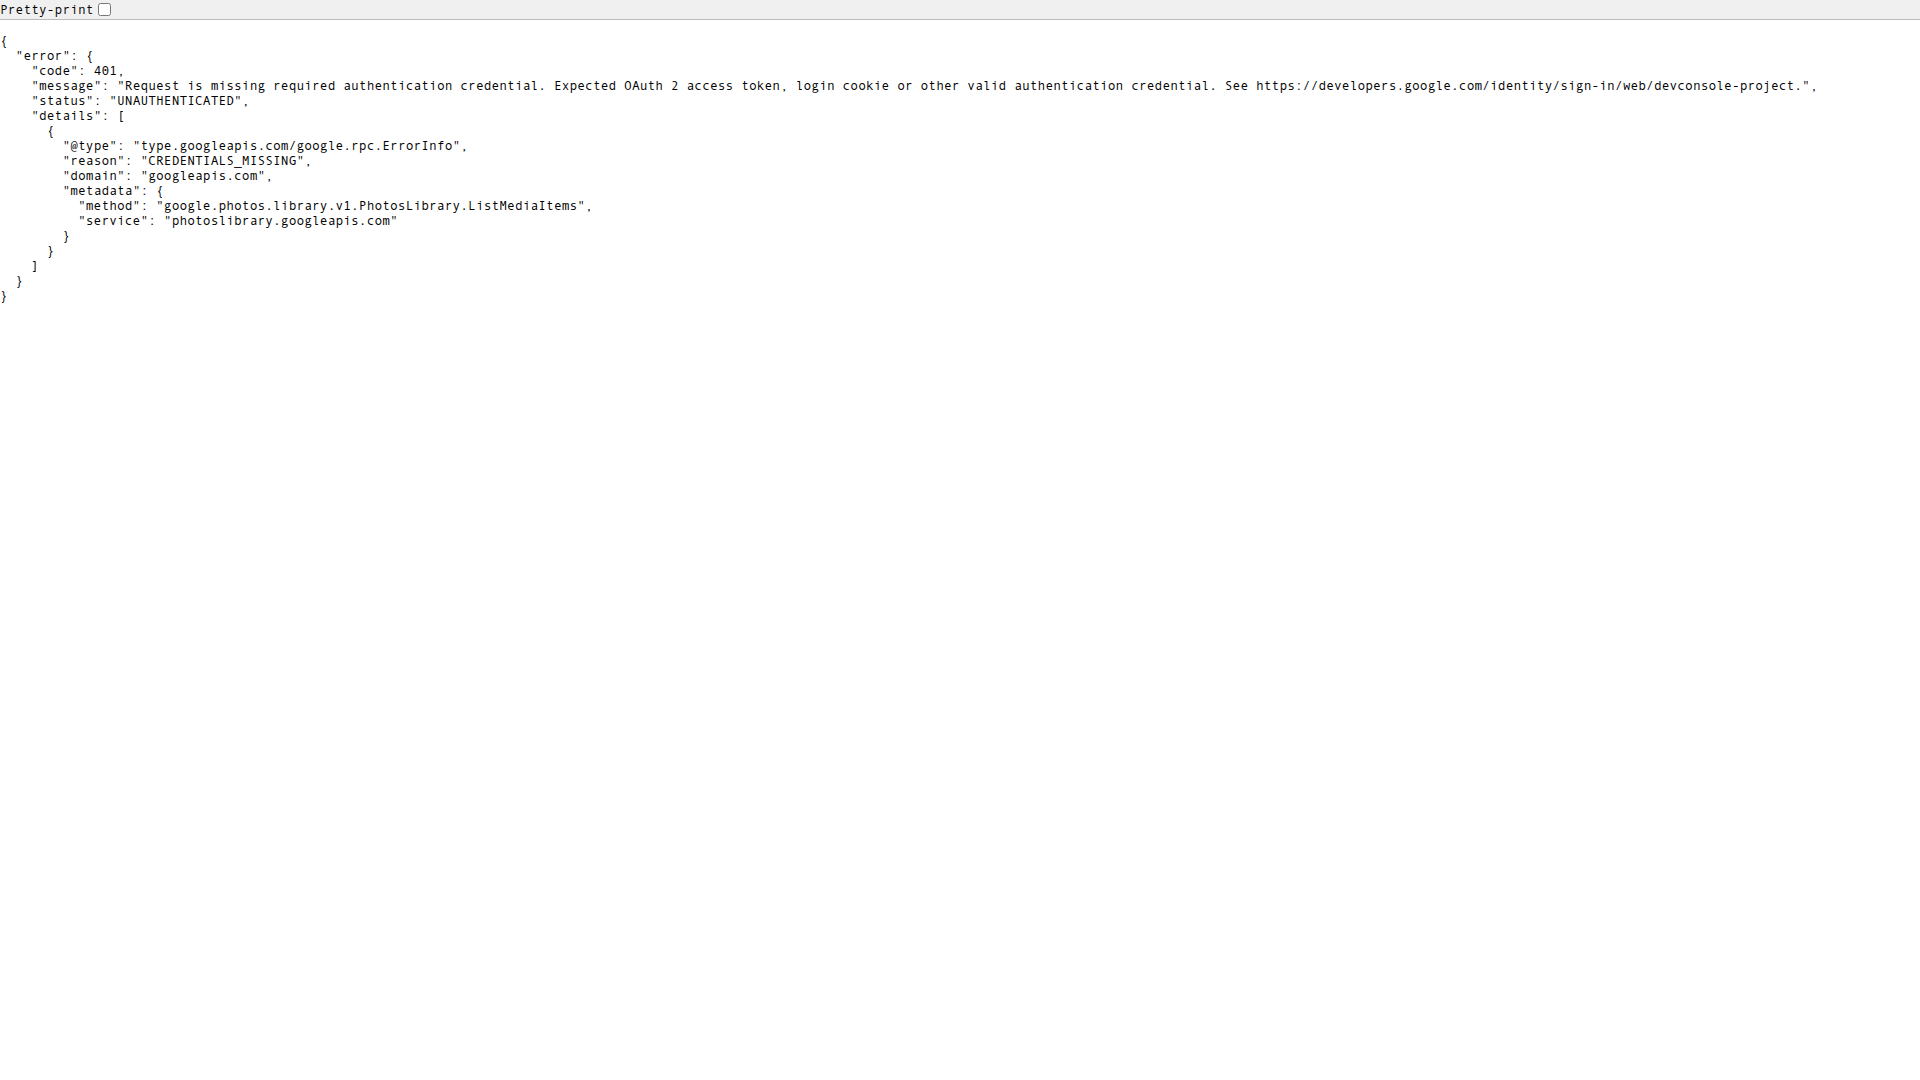 Pretty-print
{
  "error": {
    "code": 401,
    "message": "Request is missing required authentication credential. Expected OAuth 2 access token, login cookie or other valid authentication credential. See https://developers.google.com/identity/sign-in/web/devconsole-project.",
    "status": "UNAUTHENTICATED",
    "details": [
      {
        "@type": "type.googleapis.com/google.rpc.ErrorInfo",
        "reason": "CREDENTIALS_MISSING",
        "domain": "googleapis.com",
        "metadata": {
          "method": "google.photos.library.v1.PhotosLibrary.ListMediaItems",
          "service": "photoslibrary.googleapis.com"
        }
      }
    ]
  }
}